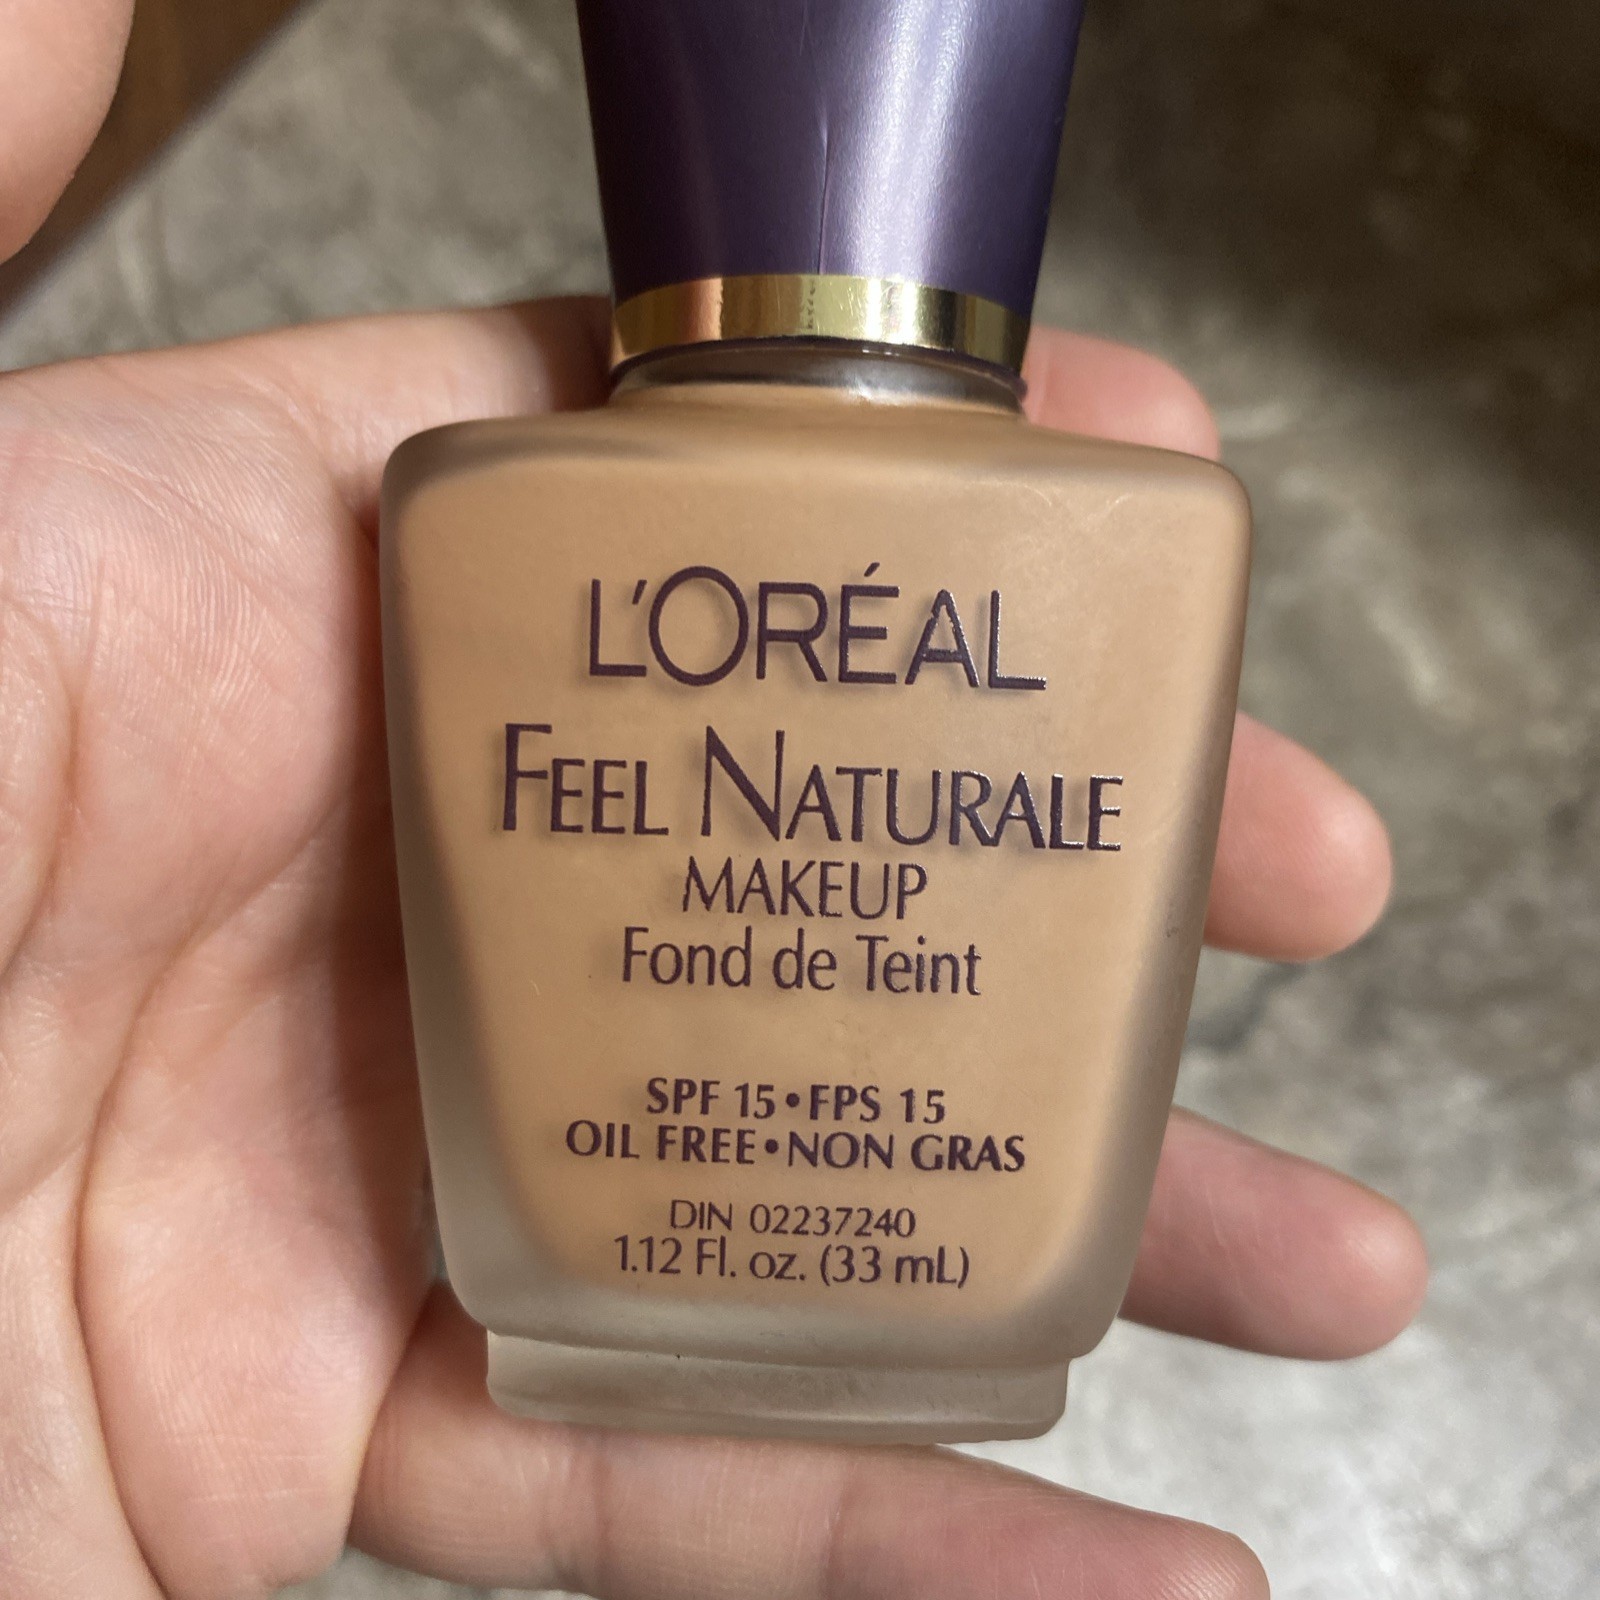 L'ORÉAL
FEEL NATURALE
MAKEUP
Fond de Teint
SPF 15•FPS 15
OIL FREE•NON GRAS
DIN 02237240
1.12 Fl. oz. (33 mL)